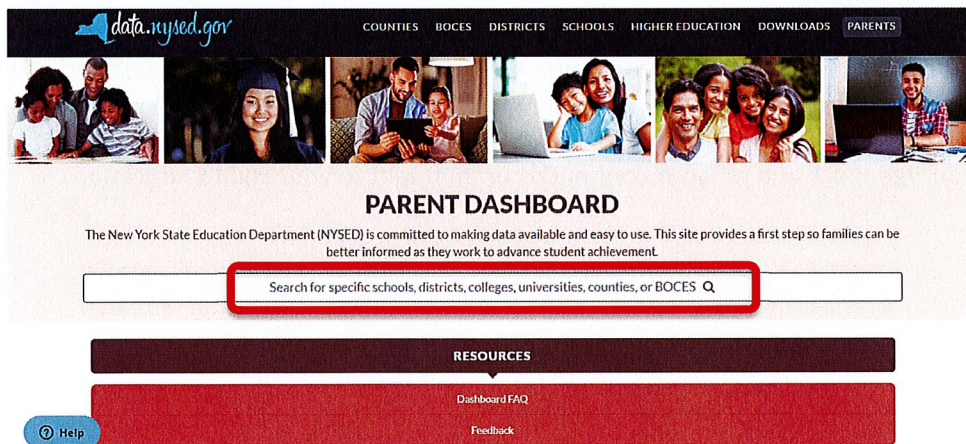 data.nysed.gov
COUNTIES BOCES DISTRICTS SCHOOLS HIGHER EDUCATION DOWNLOADS PARENTS
PARENT DASHBOARD
The New York State Education Department (NYSED) is committed to making data available and easy to use. This site provides a first step so families can be
better informed as they work to advance student achievement.
Search for specific schools, districts, colleges, universities, counties, or BOCES
RESOURCES
Dashboard FAQ
Feedback
Help